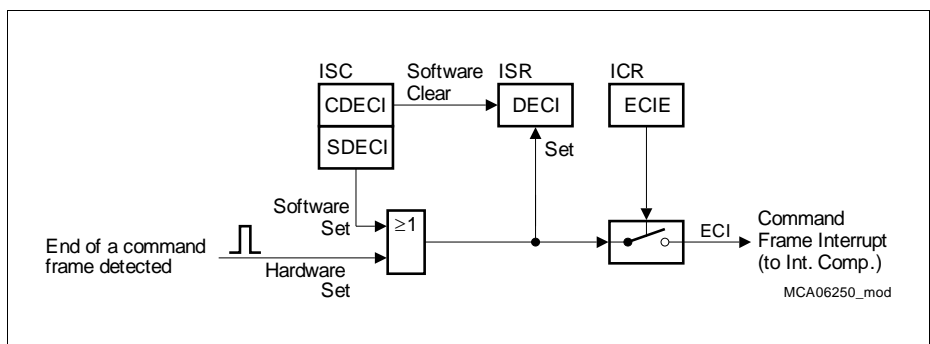 ISC
Software
Clear
ISR
ICR
CDECI
DECI
ECIE
SDECI
Set
Software
Set
≥1
End of a command
frame detected
Hardware
Set
ECI
Command
Frame Interrupt
(to Int. Comp.)
MCA06250_mod